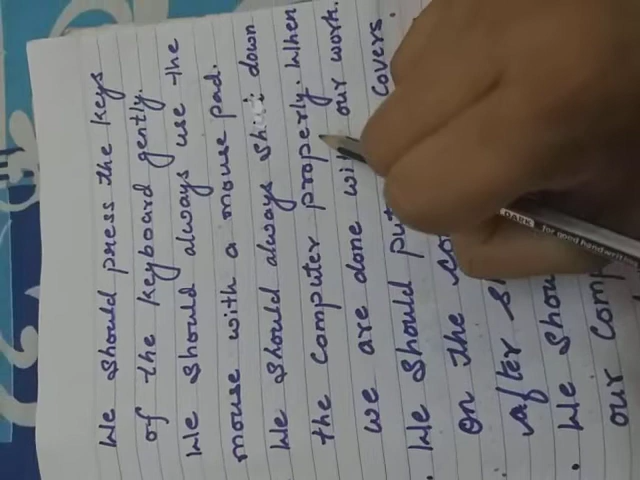 We should press the keys
of the keyboard gently.
We should always use the
mouse with a mouse pad.
We should always shut down
the computer properly. When
we are done with our work.
• We should put covers.
on the
after
• We shou
our comp
DARK for good handwriting